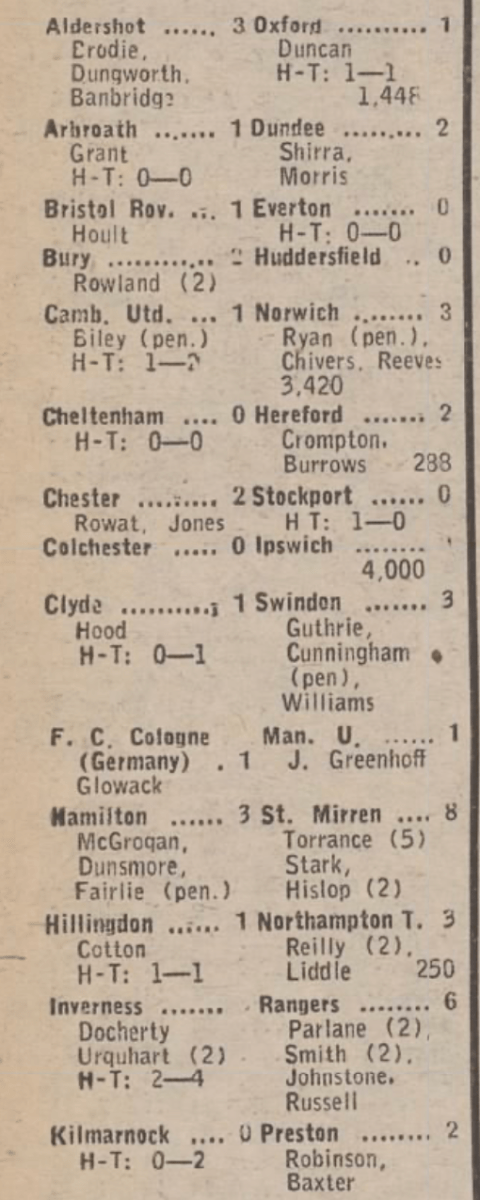 Aldershot ...... 3 Oxford .......... 1
Brodie, Duncan
Dungworth, H-T: 1—1
Banbridge 1,448
Arbroath ....... 1 Dundee ......... 2
Grant Shirra,
H-T: 0—0 Morris
Bristol Rov. ... 1 Everton ....... 0
Hoult H-T: 0—0
Bury ........... 2 Huddersfield .. 0
Rowland (2)
Camb. Utd. ... 1 Norwich ........ 3
Biley (pen.) Ryan (pen.),
H-T: 1— Chivers, Reeves
3,420
Cheltenham .... 0 Hereford ....... 2
H-T: 0—0 Crompton,
Burrows 288
Chester ......... 2 Stockport ...... 0
Rowat, Jones H T: 1—0
Colchester ..... 0 Ipswich ........
4,000
Clyde .......... 1 Swindon ....... 3
Hood Guthrie,
H-T: 0—1 Cunningham
(pen),
Williams
F. C. Cologne Man. U. ...... 1
(Germany) . 1 J. Greenhoff
Glowack
Hamilton ...... 3 St. Mirren .... 8
McGrogan, Torrance (5)
Dunsmore, Stark,
Fairlie (pen.) Hislop (2)
Hillingdon ...... 1 Northampton T. 3
Cotton Reilly (2),
H-T: 1—1 Liddle 250
Inverness ....... Rangers ........ 6
Docherty Parlane (2),
Urquhart (2) Smith (2),
H-T: 2—4 Johnstone,
Russell
Kilmarnock .... 0 Preston ........ 2
H-T: 0—2 Robinson,
Baxter